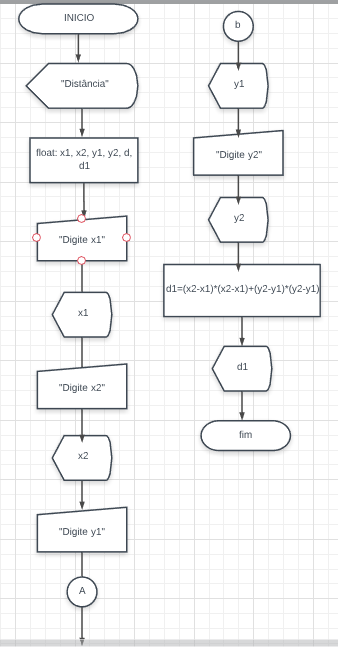 INICIO
"Distância"
float: x1, x2, y1, y2, d,
d1
"Digite x1"
x1
"Digite x2"
x2
"Digite y1"
A
b
y1
"Digite y2"
y2
d1=(x2-x1)*(x2-x1)+(y2-y1)*(y2-y1)
d1
fim